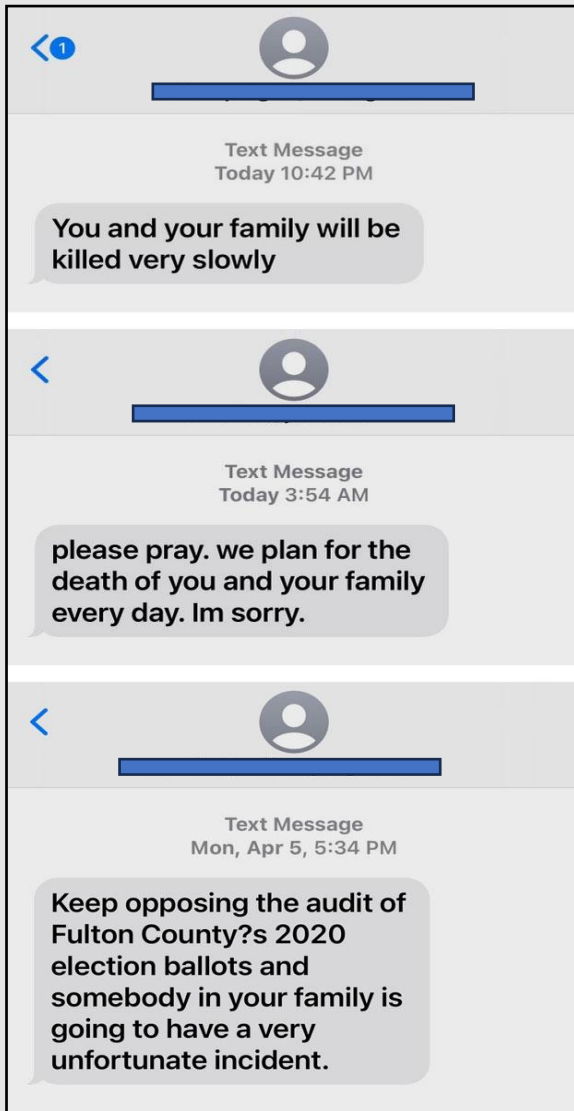 1
Text Message
Today 10:42 PM
You and your family will be
killed very slowly
Text Message
Today 3:54 AM
please pray. we plan for the
death of you and your family
every day. Im sorry.
Text Message
Mon, Apr 5, 5:34 PM
Keep opposing the audit of
Fulton County?s 2020
election ballots and
somebody in your family is
going to have a very
unfortunate incident.